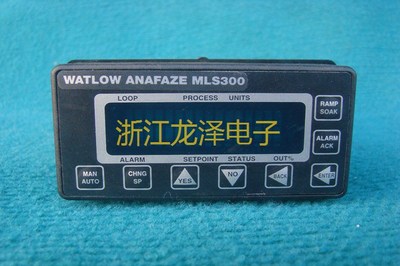 WATLOW ANAFAZE MLS300
LOOP PROCESS UNITS
RAMP
SOAK
浙江龙泽电子
ALARM
ACK
ALARM SETPOINT STATUS OUT%
MAN
AUTO
CHNG
SP
YES
NO
BACK
ENTER